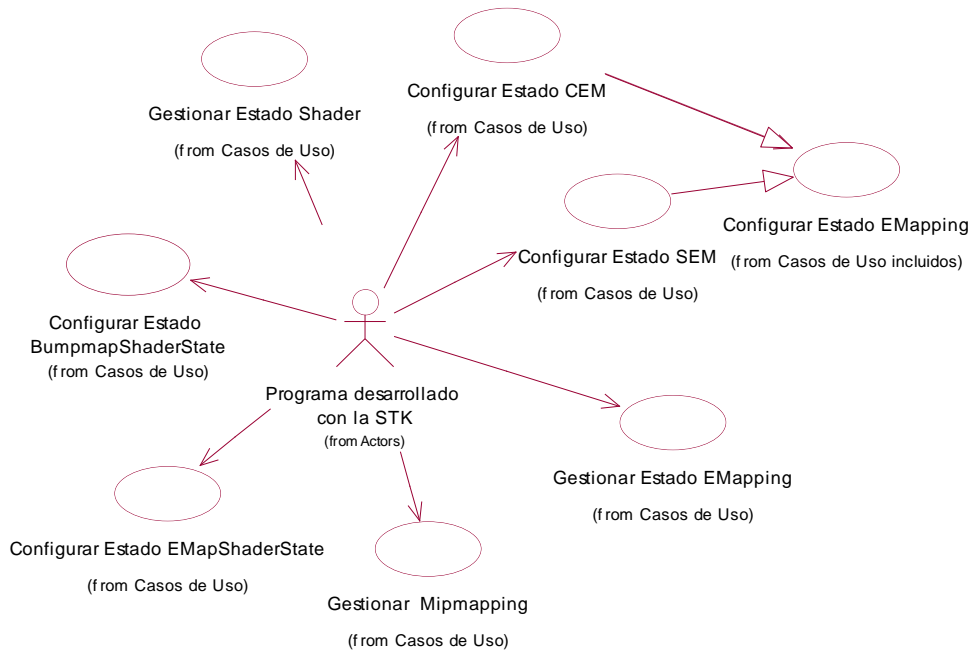 Gestionar Estado Shader
(from Casos de Uso)
Configurar Estado CEM
(from Casos de Uso)
Configurar Estado EMapping
(from Casos de Uso incluidos)
Configurar Estado SEM
(from Casos de Uso)
Configurar Estado
BumpmapShaderState
(from Casos de Uso)
Programa desarrollado
con la STK
(from Actors)
Gestionar Estado EMapping
(from Casos de Uso)
Configurar Estado EMapShaderState
(from Casos de Uso)
Gestionar Mipmapping
(from Casos de Uso)